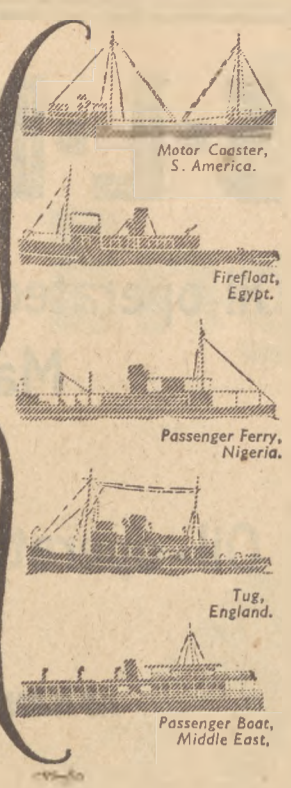 Motor Coaster,
S. America.
Firefloat,
Egypt.
Passenger Ferry,
Nigeria.
Tug,
England.
Passenger Boat,
Middle East,